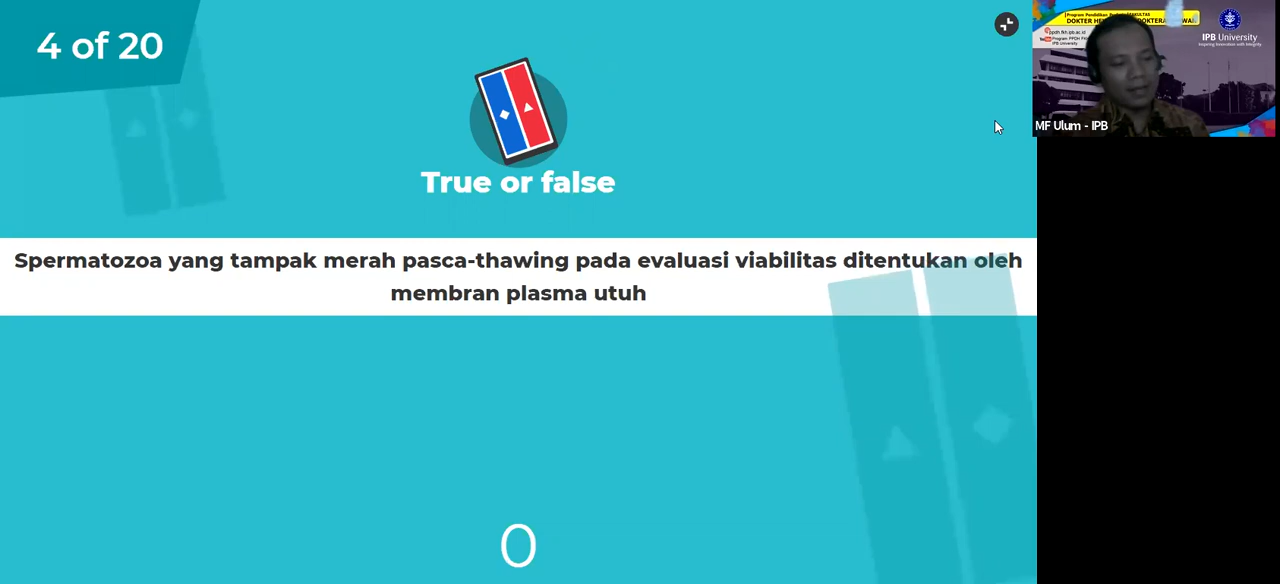 4 of 20
True or false
Spermatozoa yang tampak merah pasca-thawing pada evaluasi viabilitas ditentukan oleh
membran plasma utuh
0
IPB University
MF Ulum - IPB